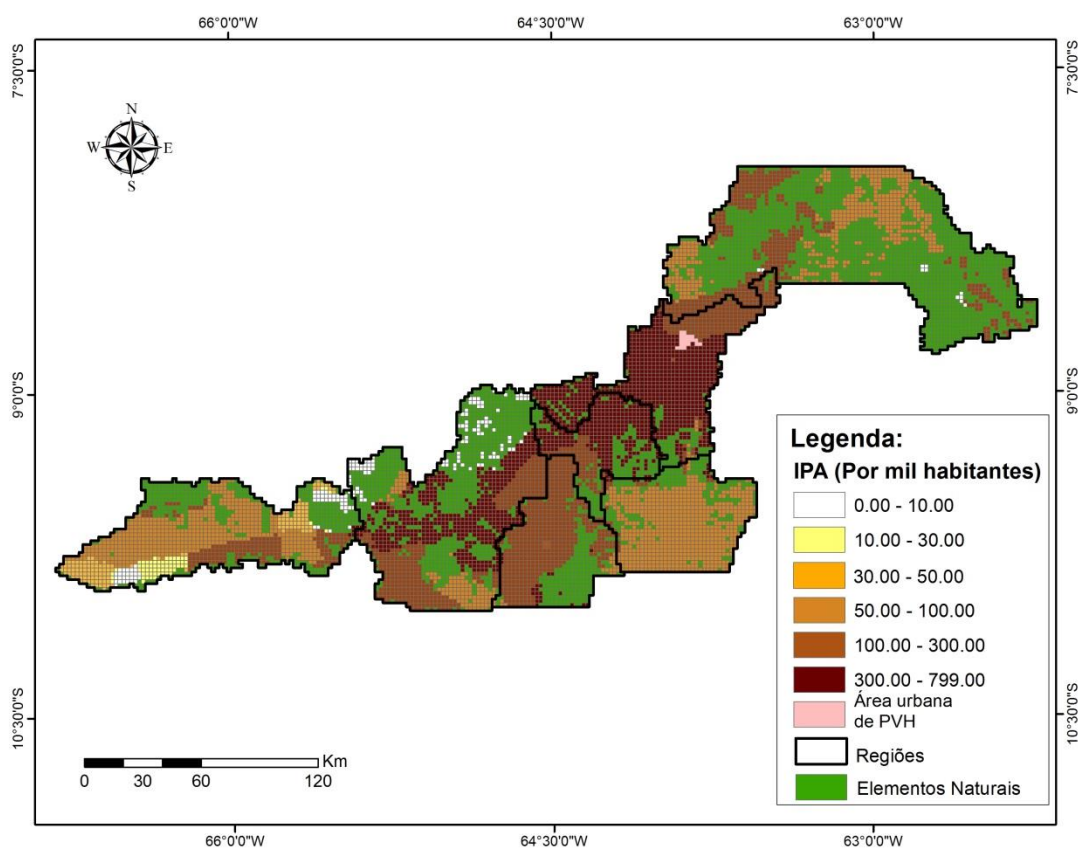 66°0'0"W 64°30'0"W 63°0'0"W
7°30'0"S 7°30'0"S
N
W E
S
9°0'0"S 9°0'0"S
Legenda:
IPA (Por mil habitantes)
0.00 - 10.00
10.00 - 30.00
30.00 - 50.00
50.00 - 100.00
100.00 - 300.00
300.00 - 799.00
Área urbana
de PVH
Regiões
Elementos Naturais
10°30'0"S 10°30'0"S
Km
0 30 60 120
66°0'0"W 64°30'0"W 63°0'0"W